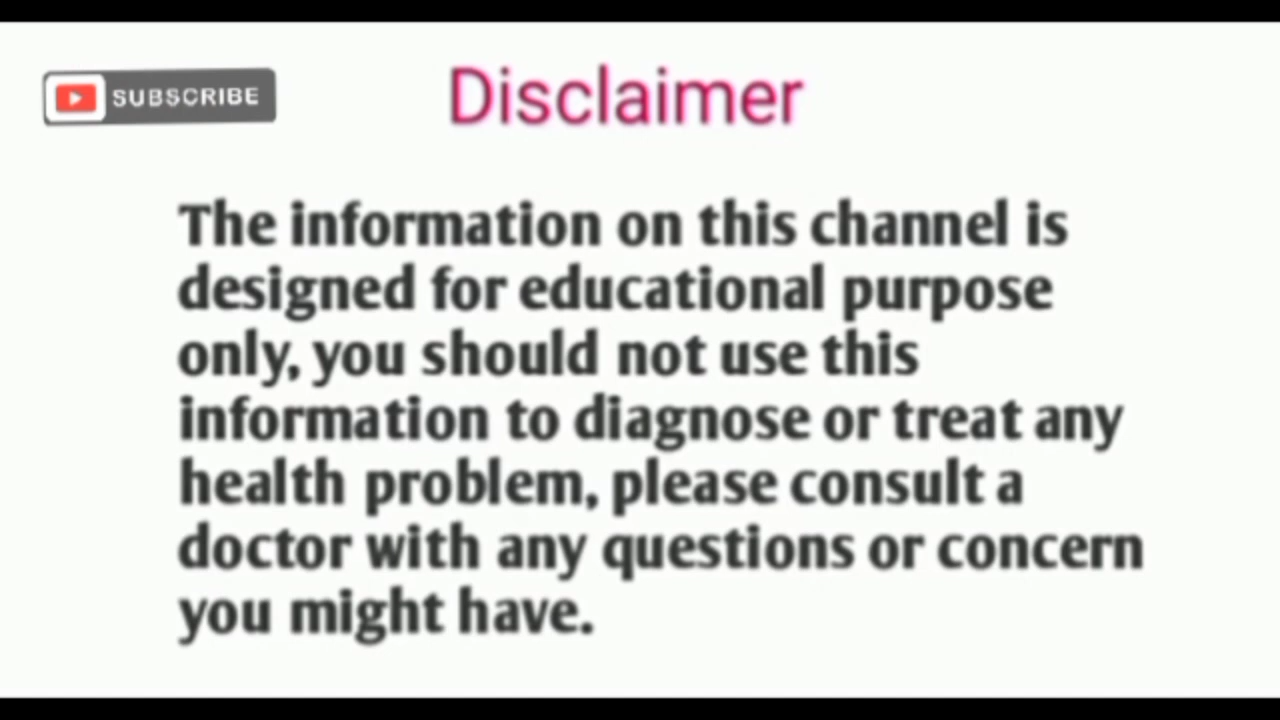 SUBSCRIBE
Disclaimer
The information on this channel is
designed for educational purpose
only, you should not use this
information to diagnose or treat any
health problem, please consult a
doctor with any questions or concern
you might have.